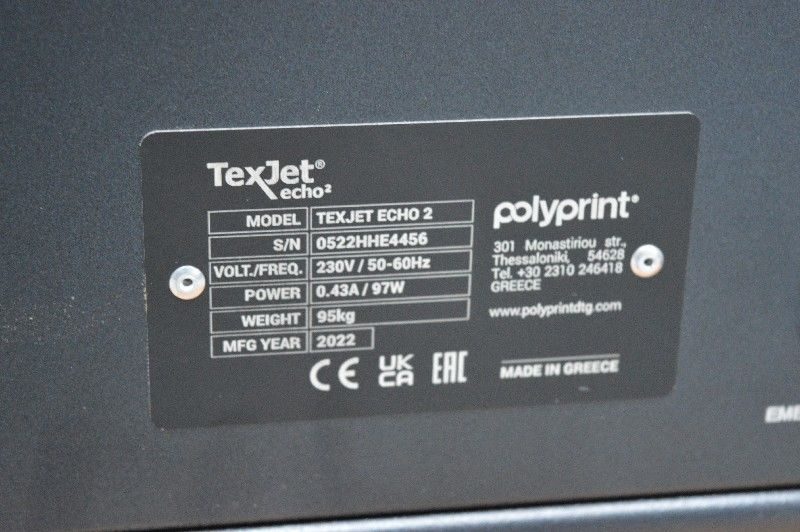 TexJet®
echo²
MODEL TEXJET ECHO 2
S/N 0522HHE4456
VOLT./FREQ. 230V / 50-60Hz
POWER 0.43A / 97W
WEIGHT 95kg
MFG YEAR 2022
CE UK CA EAC
polyprint
301 Monastiriou str.,
Thessaloniki, 54628
Tel. +30 2310 246418
GREECE
www.polyprintdtg.com
MADE IN GREECE